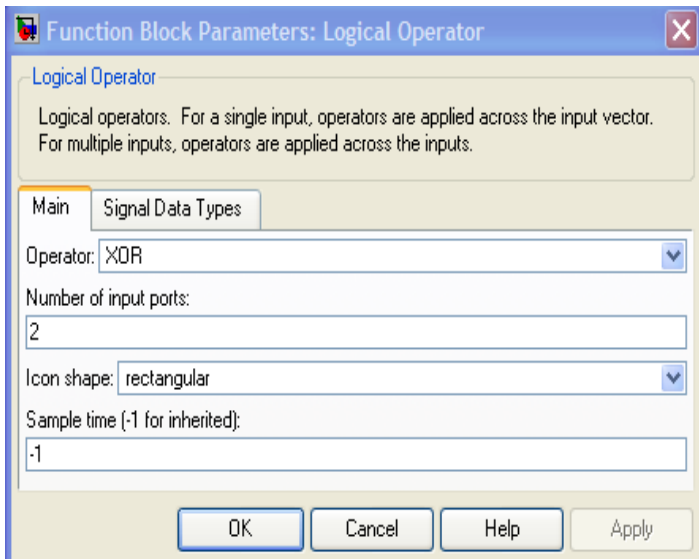 Function Block Parameters: Logical Operator
Logical Operator
Logical operators. For a single input, operators are applied across the input vector.
For multiple inputs, operators are applied across the inputs.
Main Signal Data Types
Operator: XOR
Number of input ports:
2
Icon shape: rectangular
Sample time (-1 for inherited):
-1
OK Cancel Help Apply